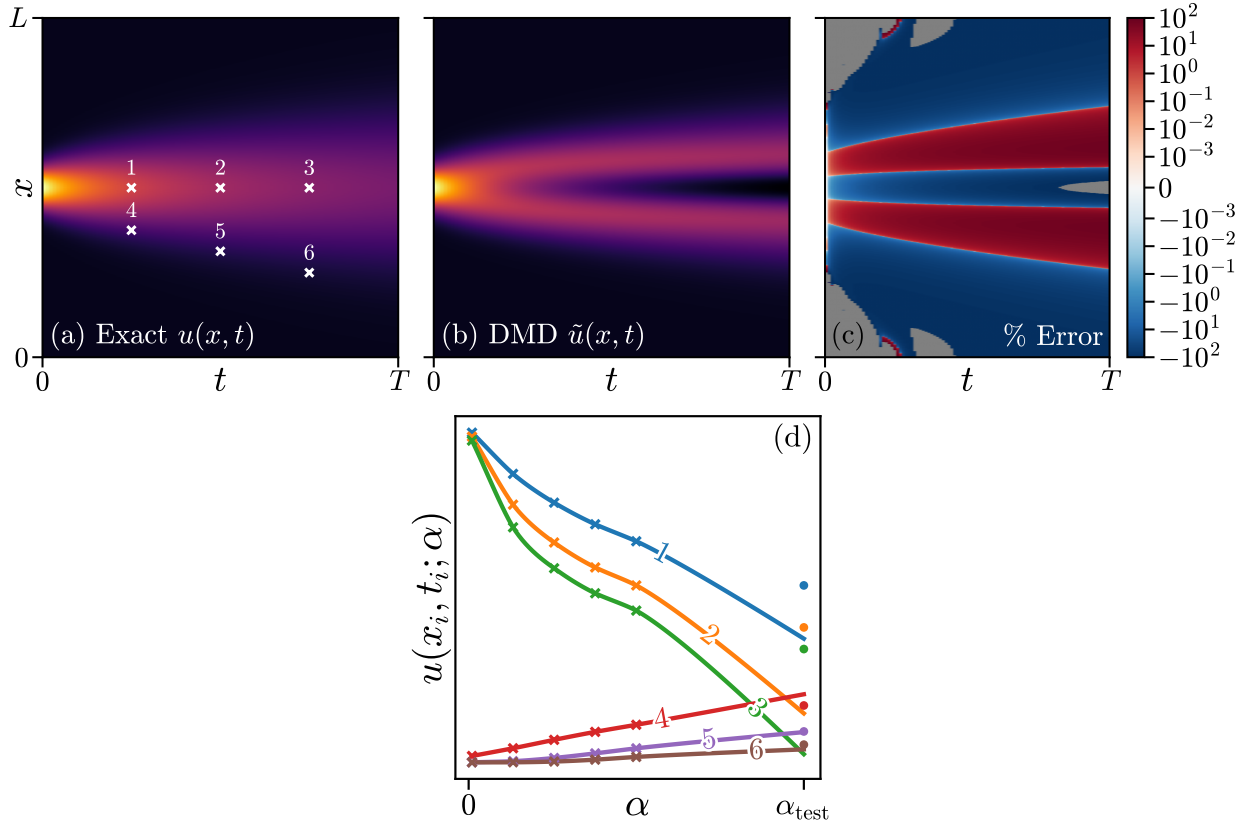 L
x
0
1
2
3
4
5
6
(a) Exact u(x, t)
0
t
T
(b) DMD ũ(x, t)
0
t
T
(c)
% Error
0
t
T
10²
10¹
10⁰
10⁻¹
10⁻²
10⁻³
0
−10⁻³
−10⁻²
−10⁻¹
−10⁰
−10¹
−10²
(d)
u(xᵢ, tᵢ; α)
1
2
3
4
5
6
0
α
α_test